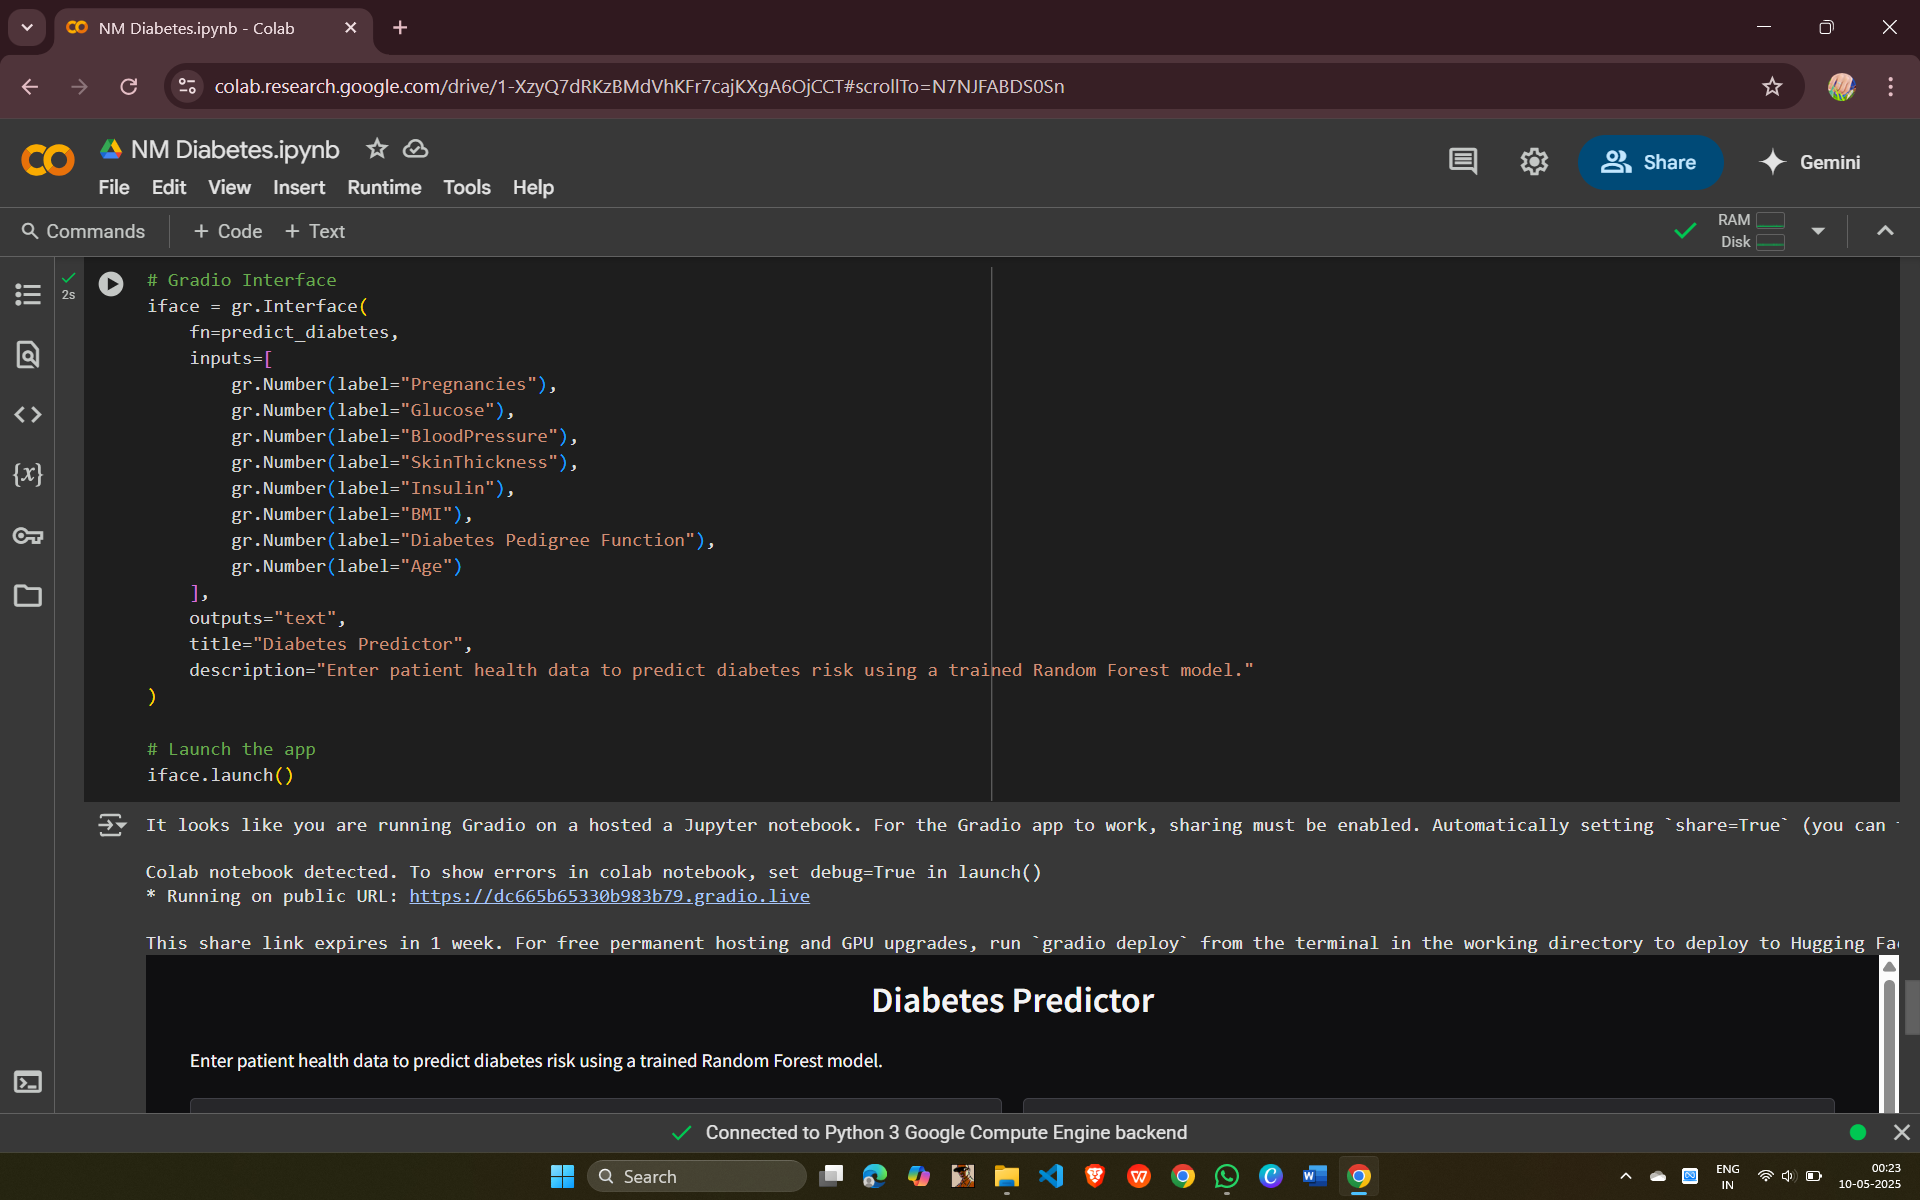 NM Diabetes.ipynb - Colab
colab.research.google.com/drive/1-XzyQ7dRKzBMdVhKFr7cajKXgA6OjCCT#scrollTo=N7NJFABDS0Sn
NM Diabetes.ipynb
Share
Gemini
File Edit View Insert Runtime Tools Help
Commands + Code + Text
RAM
Disk
2s
# Gradio Interface
iface = gr.Interface(
    fn=predict_diabetes,
    inputs=[
        gr.Number(label="Pregnancies"),
        gr.Number(label="Glucose"),
        gr.Number(label="BloodPressure"),
        gr.Number(label="SkinThickness"),
        gr.Number(label="Insulin"),
        gr.Number(label="BMI"),
        gr.Number(label="Diabetes Pedigree Function"),
        gr.Number(label="Age")
    ],
    outputs="text",
    title="Diabetes Predictor",
    description="Enter patient health data to predict diabetes risk using a trained Random Forest model."
)
# Launch the app
iface.launch()
It looks like you are running Gradio on a hosted a Jupyter notebook. For the Gradio app to work, sharing must be enabled. Automatically setting `share=True` (you can
Colab notebook detected. To show errors in colab notebook, set debug=True in launch()
* Running on public URL: https://dc665b65330b983b79.gradio.live
This share link expires in 1 week. For free permanent hosting and GPU upgrades, run `gradio deploy` from the terminal in the working directory to deploy to Hugging Fa
Diabetes Predictor
Enter patient health data to predict diabetes risk using a trained Random Forest model.
Connected to Python 3 Google Compute Engine backend
Search
ENG
IN
00:23
10-05-2025